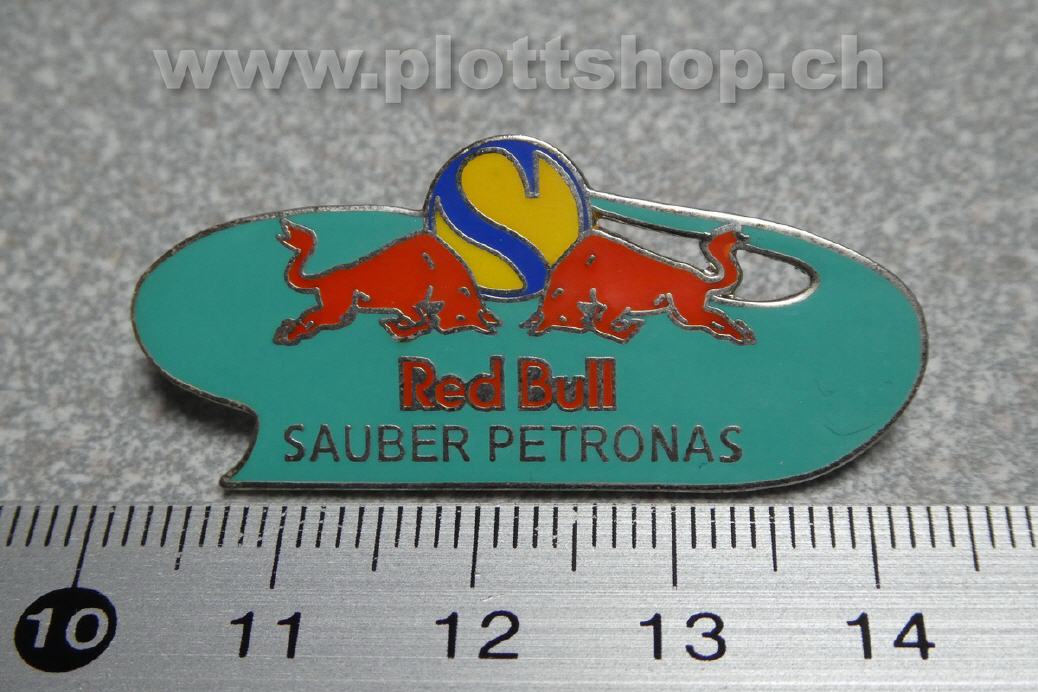 www.plottshop.ch
S
Red Bull
SAUBER PETRONAS
10 11 12 13 14